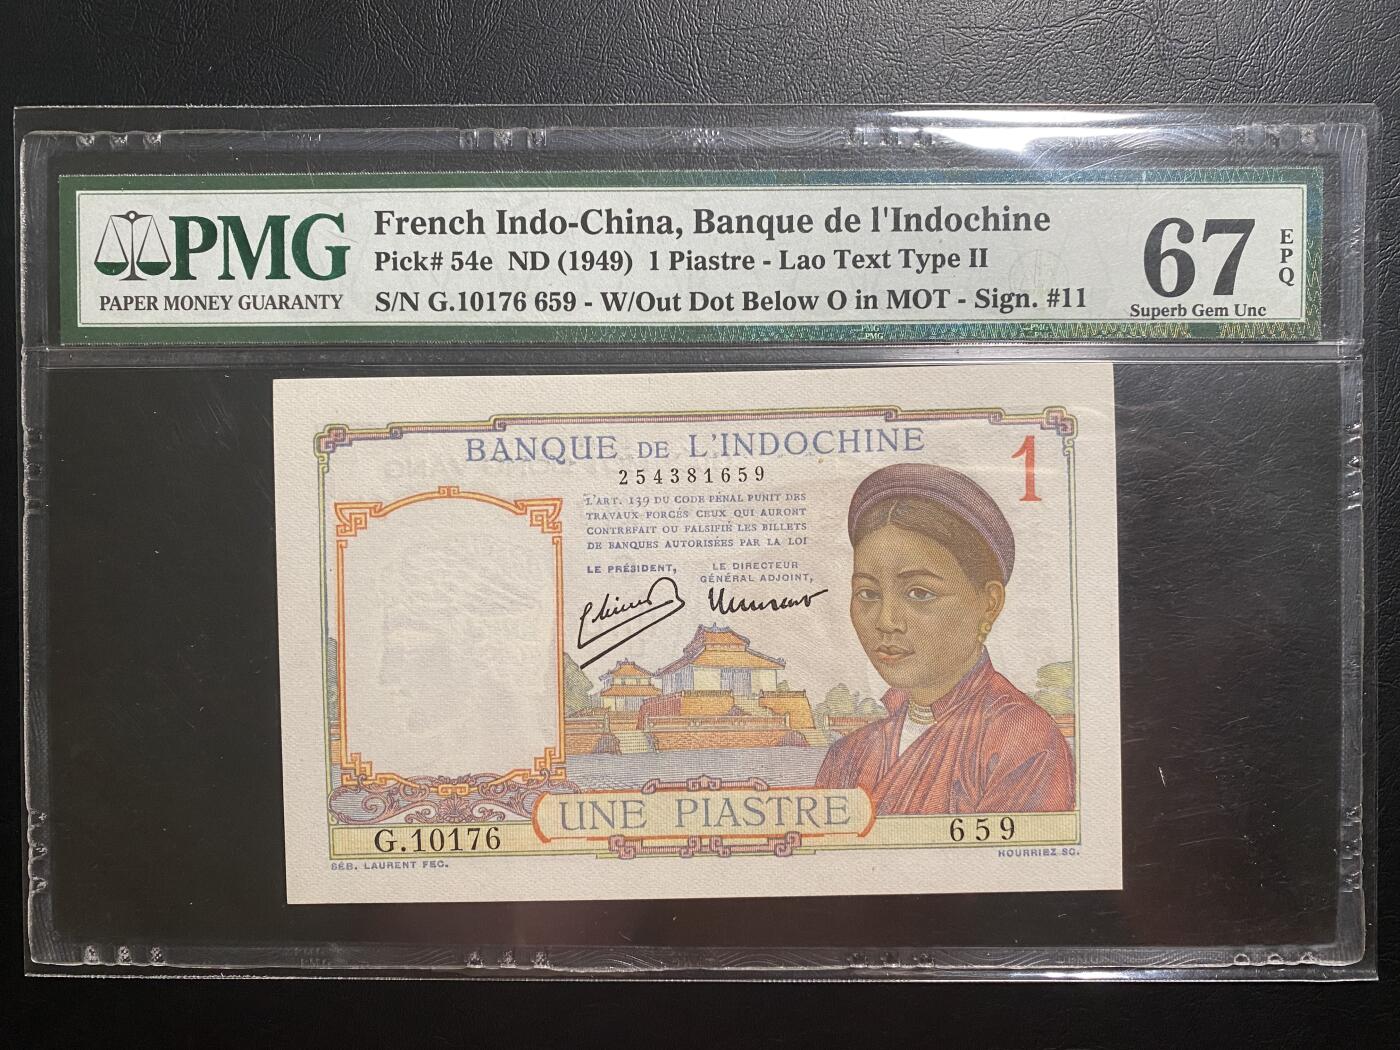 PMG
PAPER MONEY GUARANTY
French Indo-China, Banque de l'Indochine
Pick# 54e ND (1949) 1 Piastre - Lao Text Type II
S/N G.10176 659 - W/Out Dot Below O in MOT - Sign. #11
67
EPQ
Superb Gem Unc
BANQUE DE L'INDOCHINE
254381659
1
L'ART. 139 DU CODE PÉNAL PUNIT DES
TRAVAUX FORCÉS CEUX QUI AURONT
CONTREFAIT OU FALSIFIÉ LES BILLETS
DE BANQUES AUTORISÉES PAR LA LOI
LE PRÉSIDENT,
LE DIRECTEUR
GÉNÉRAL ADJOINT,
UNE PIASTRE
G.10176
659
SÉB. LAURENT FEC.
HOURRIEZ SC.